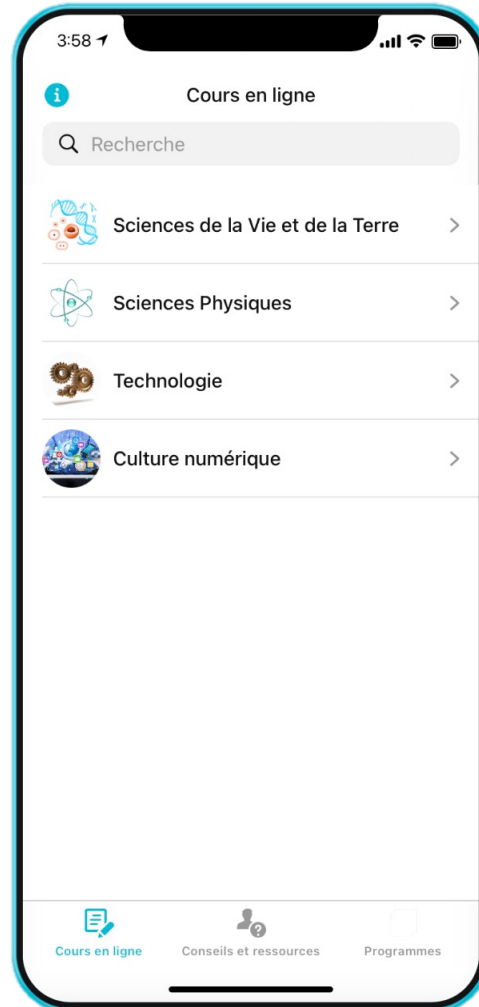 3:58
Cours en ligne
Recherche
Sciences de la Vie et de la Terre
Sciences Physiques
Technologie
Culture numérique
Cours en ligne
Conseils et ressources
Programmes